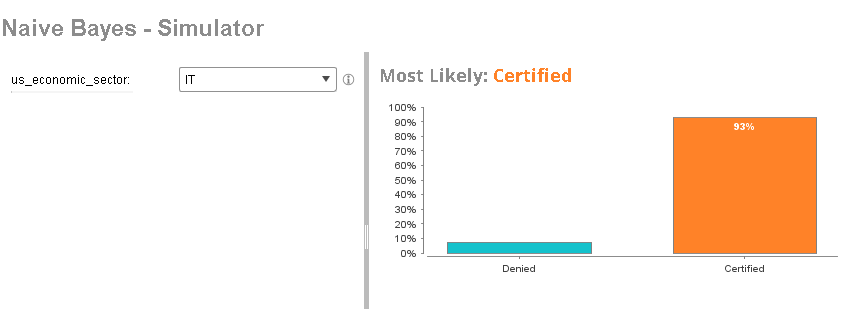 Naive Bayes - Simulator
us_economic_sector:
IT
Most Likely: Certified
100%
90%
80%
70%
60%
50%
40%
30%
20%
10%
0%
93%
Denied
Certified